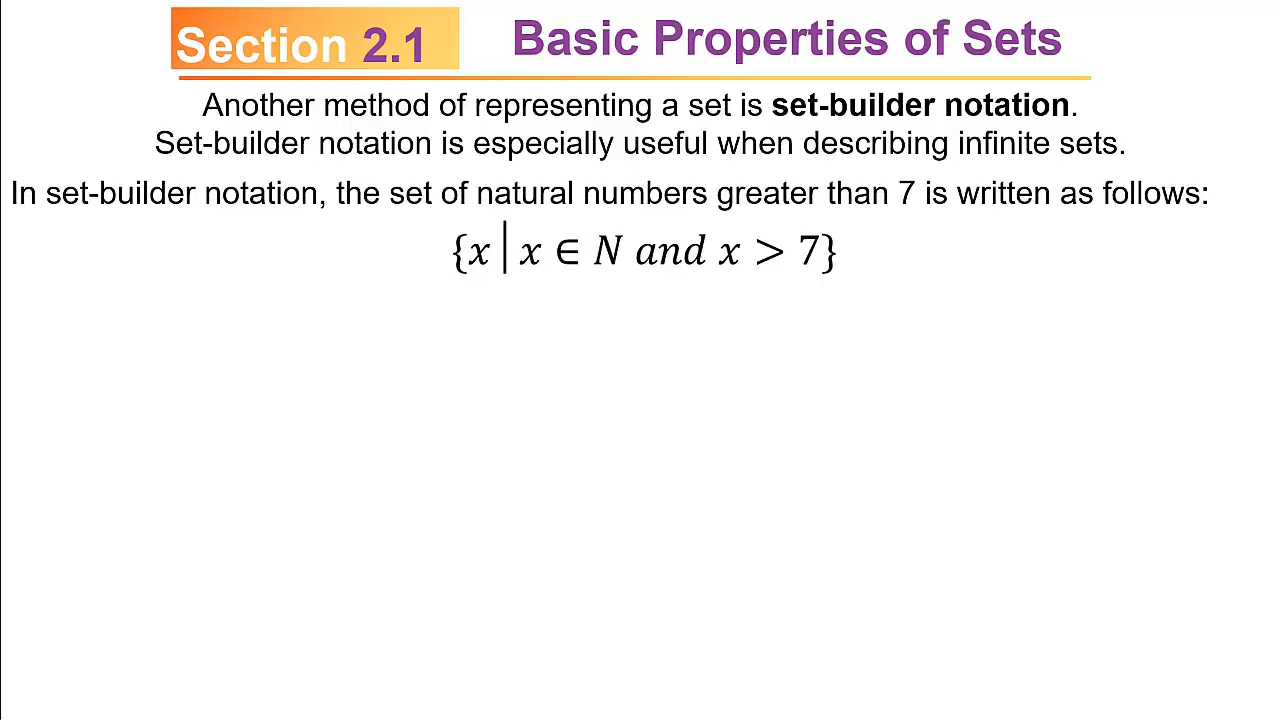 Section 2.1 Basic Properties of Sets
Another method of representing a set is set-builder notation.
Set-builder notation is especially useful when describing infinite sets.
In set-builder notation, the set of natural numbers greater than 7 is written as follows:
{x | x ∈ N and x > 7}